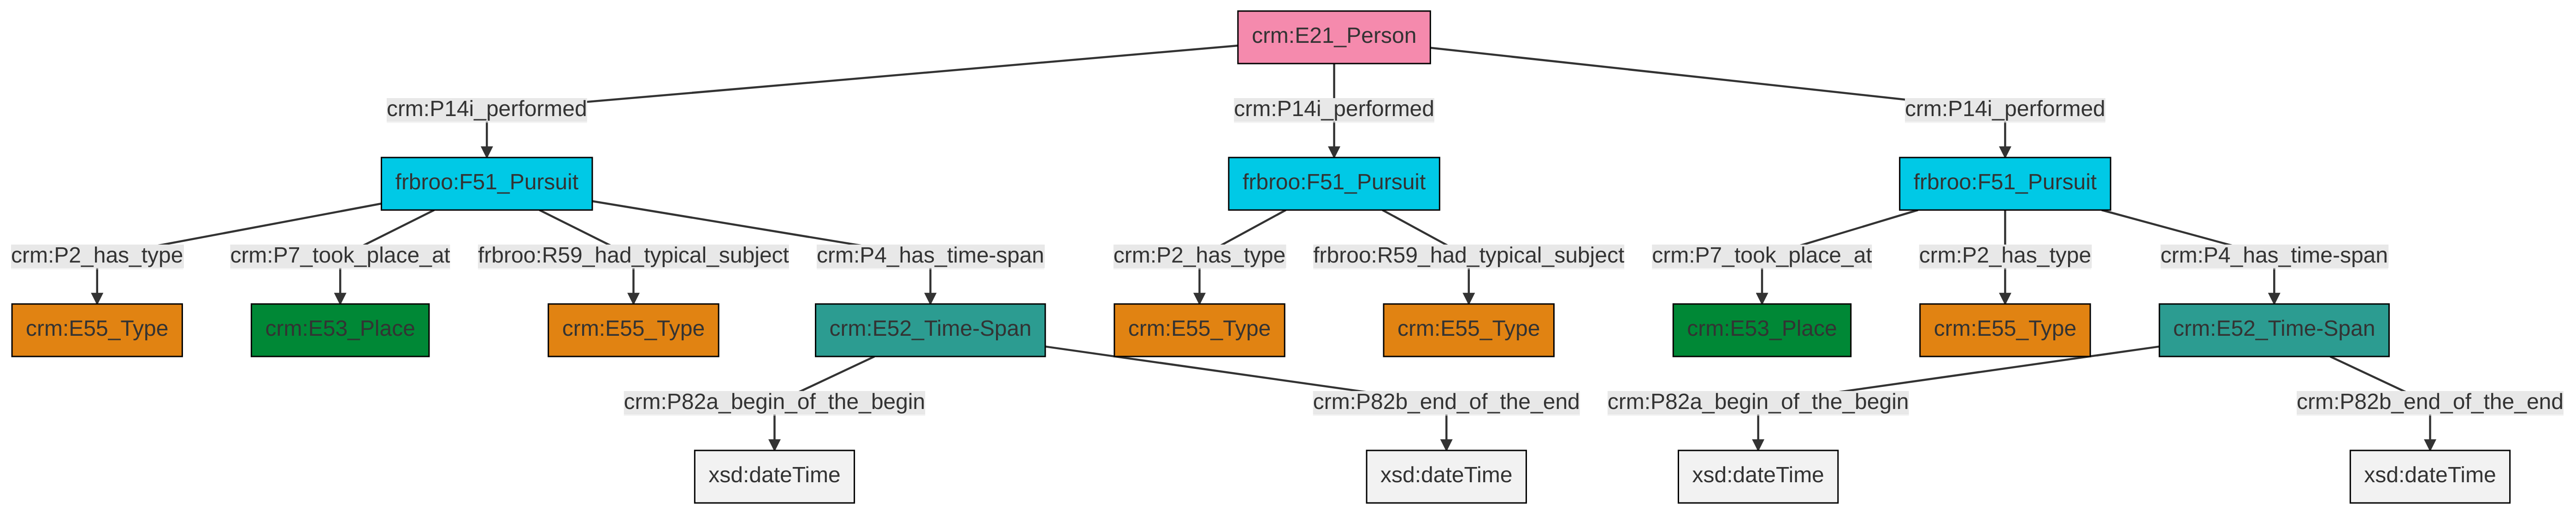 crm:E21_Person
crm:P14i_performed
crm:P14i_performed
crm:P14i_performed
frbroo:F51_Pursuit
frbroo:F51_Pursuit
frbroo:F51_Pursuit
crm:P2_has_type
crm:P7_took_place_at
frbroo:R59_had_typical_subject
crm:P4_has_time-span
crm:P2_has_type
frbroo:R59_had_typical_subject
crm:P7_took_place_at
crm:P2_has_type
crm:P4_has_time-span
crm:E55_Type
crm:E53_Place
crm:E55_Type
crm:E52_Time-Span
crm:E55_Type
crm:E55_Type
crm:E53_Place
crm:E55_Type
crm:E52_Time-Span
crm:P82a_begin_of_the_begin
crm:P82b_end_of_the_end
crm:P82a_begin_of_the_begin
crm:P82b_end_of_the_end
xsd:dateTime
xsd:dateTime
xsd:dateTime
xsd:dateTime